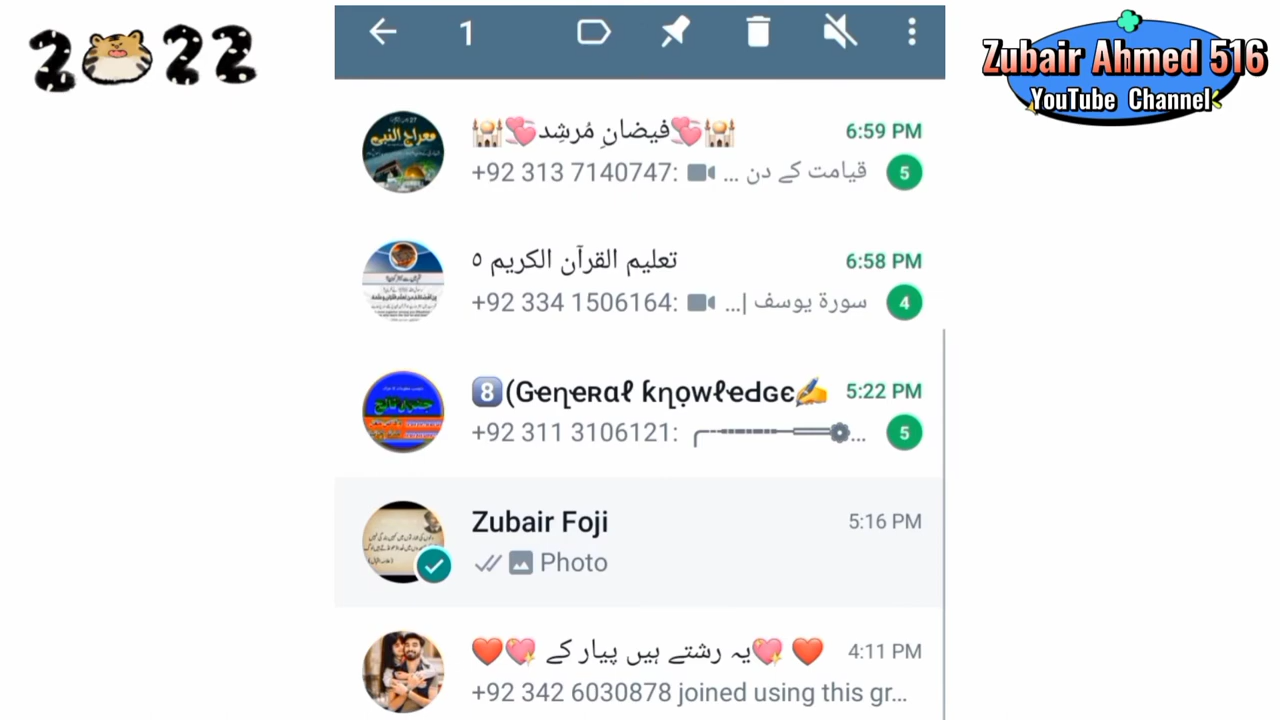 2022
1
Zubair Ahmed 516
YouTube Channel
فیضانِ مُرشِد
6:59 PM
+92 313 7140747:
قیامت کے دن ...
5
تعلیم القرآن الکریم ٥
6:58 PM
+92 334 1506164:
سورۃ یوسف |...
4
8 (Gєηєʀαℓ ƙηọwℓєԀɢє
5:22 PM
+92 311 3106121:
...
5
Zubair Foji
5:16 PM
Photo
یہ رشتے ہیں پیار کے
4:11 PM
+92 342 6030878 joined using this gr...